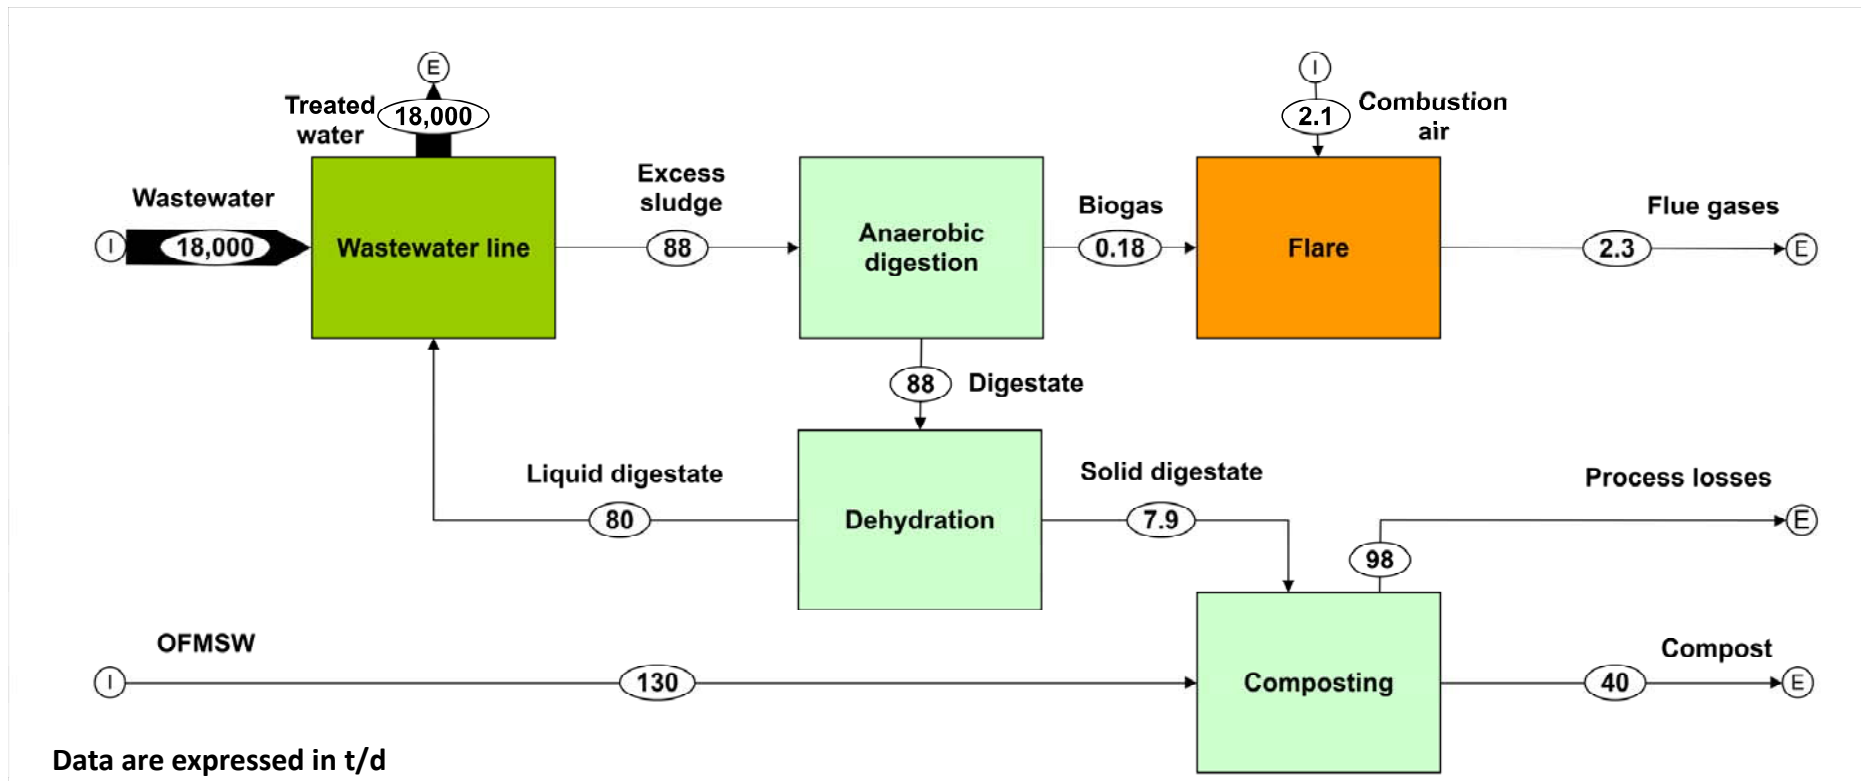 E
I
Treated
water
18,000
2.1
Combustion
air
Wastewater
I
18,000
Wastewater line
Excess
sludge
88
Anaerobic
digestion
Biogas
0.18
Flare
Flue gases
2.3
E
88
Digestate
Liquid digestate
80
Dehydration
Solid digestate
7.9
Process losses
E
98
OFMSW
I
130
Composting
Compost
40
E
Data are expressed in t/d